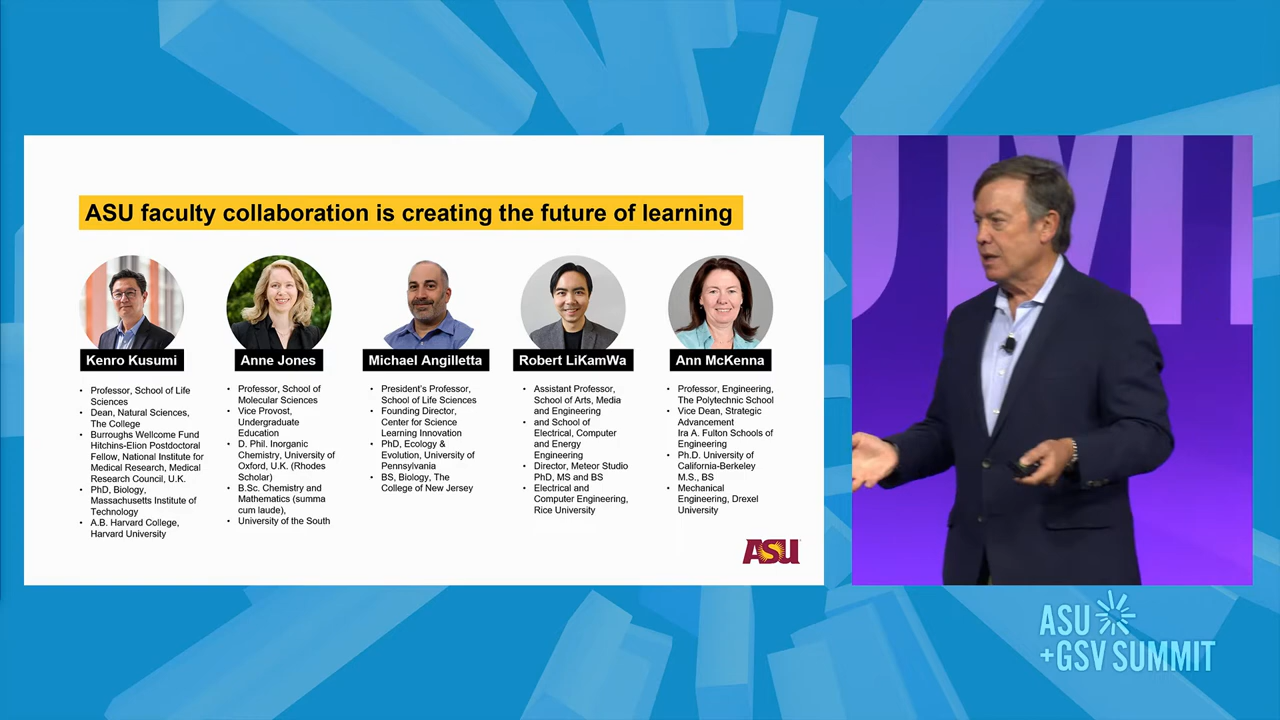 ASU faculty collaboration is creating the future of learning
Kenro Kusumi
• Professor, School of Life
Sciences
• Dean, Natural Sciences,
The College
• Burroughs Wellcome Fund
Hitchins-Elion Postdoctoral
Fellow, National Institute for
Medical Research, Medical
Research Council, U.K.
• PhD, Biology,
Massachusetts Institute of
Technology
• A.B. Harvard College,
Harvard University
Anne Jones
• Professor, School of
Molecular Sciences
• Vice Provost,
Undergraduate
Education
• D. Phil. Inorganic
Chemistry, University of
Oxford, U.K. (Rhodes
Scholar)
• B.Sc. Chemistry and
Mathematics (summa
cum laude),
• University of the South
Michael Angilletta
• President's Professor,
School of Life Sciences
• Founding Director,
Center for Science
Learning Innovation
• PhD, Ecology &
Evolution, University of
Pennsylvania
• BS, Biology, The
College of New Jersey
Robert LiKamWa
• Assistant Professor,
School of Arts, Media
and Engineering
• and School of
Electrical, Computer
and Energy
Engineering
• Director, Meteor Studio
PhD, MS and BS
• Electrical and
Computer Engineering,
Rice University
Ann McKenna
• Professor, Engineering,
The Polytechnic School
• Vice Dean, Strategic
Advancement
Ira A. Fulton Schools of
Engineering
• Ph.D. University of
California-Berkeley
M.S., BS
• Mechanical
Engineering, Drexel
University
ASU
UMI
ASU
+GSV SUMMIT